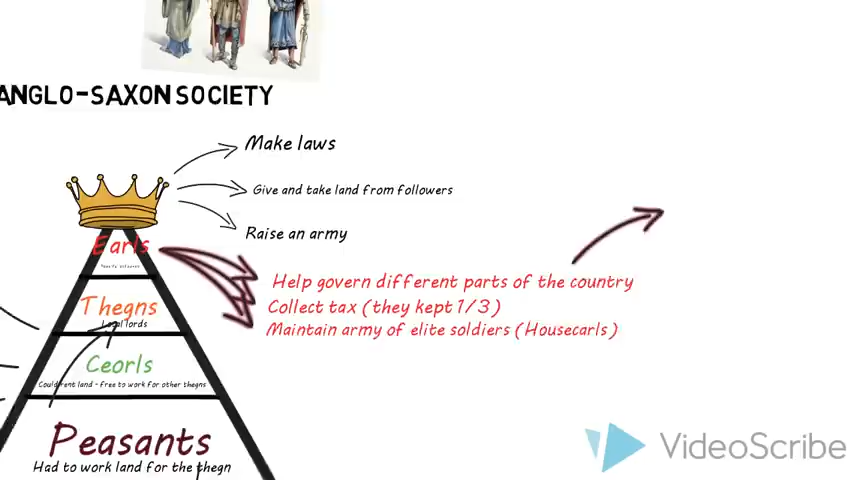 ANGLO-SAXON SOCIETY
Make laws
Give and take land from followers
Raise an army
Earls
Help govern different parts of the country
Collect tax (they kept 1/3)
Maintain army of elite soldiers (Housecarls)
Thegns
Local lords
Ceorls
Could rent land - free to work for other thegns
Peasants
Had to work land for the thegn
VideoScribe